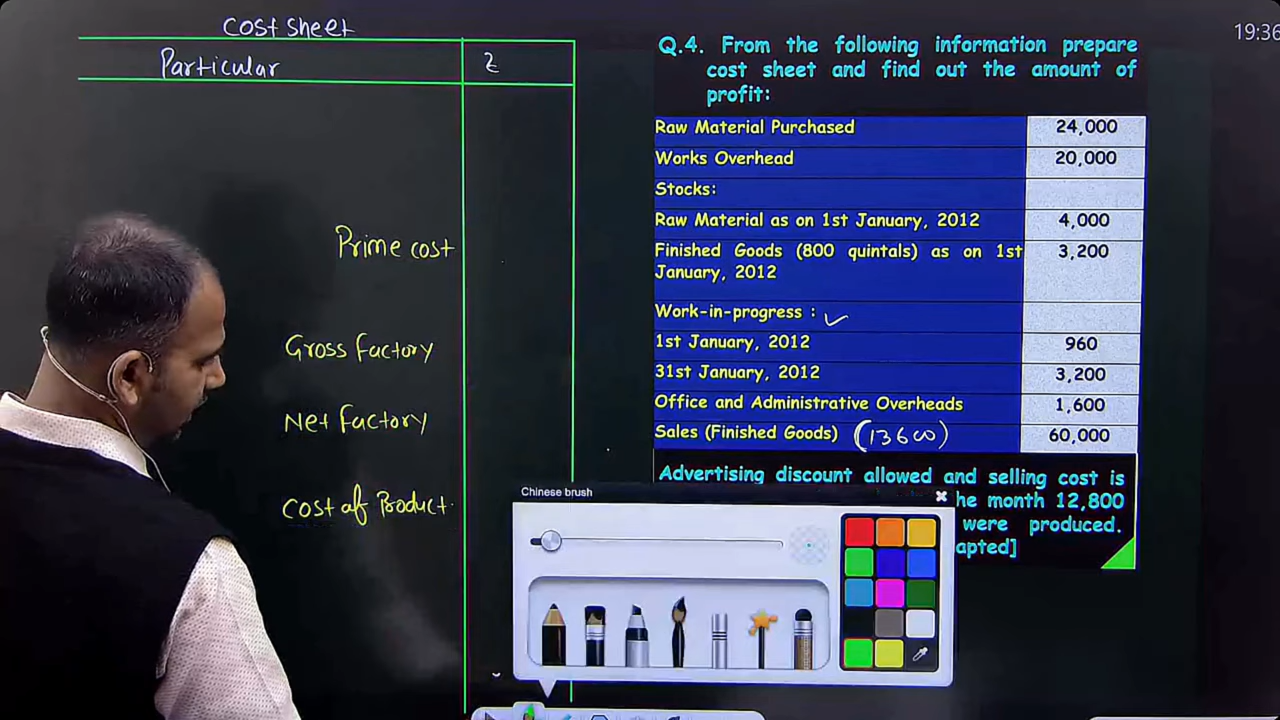 Cost sheet
19:36
Particular ₹
Q.4. From the following information prepare
cost sheet and find out the amount of
profit:
Raw Material Purchased 24,000
Works Overhead 20,000
Stocks:
Raw Material as on 1st January, 2012 4,000
Finished Goods (800 quintals) as on 1st 3,200
January, 2012
Work-in-progress :
1st January, 2012 960
31st January, 2012 3,200
Office and Administrative Overheads 1,600
Sales (Finished Goods) (13600) 60,000
Advertising discount allowed and selling cost is
he month 12,800
were produced.
apted]
Prime cost
Gross factory
Net factory
Cost of Product
Chinese brush